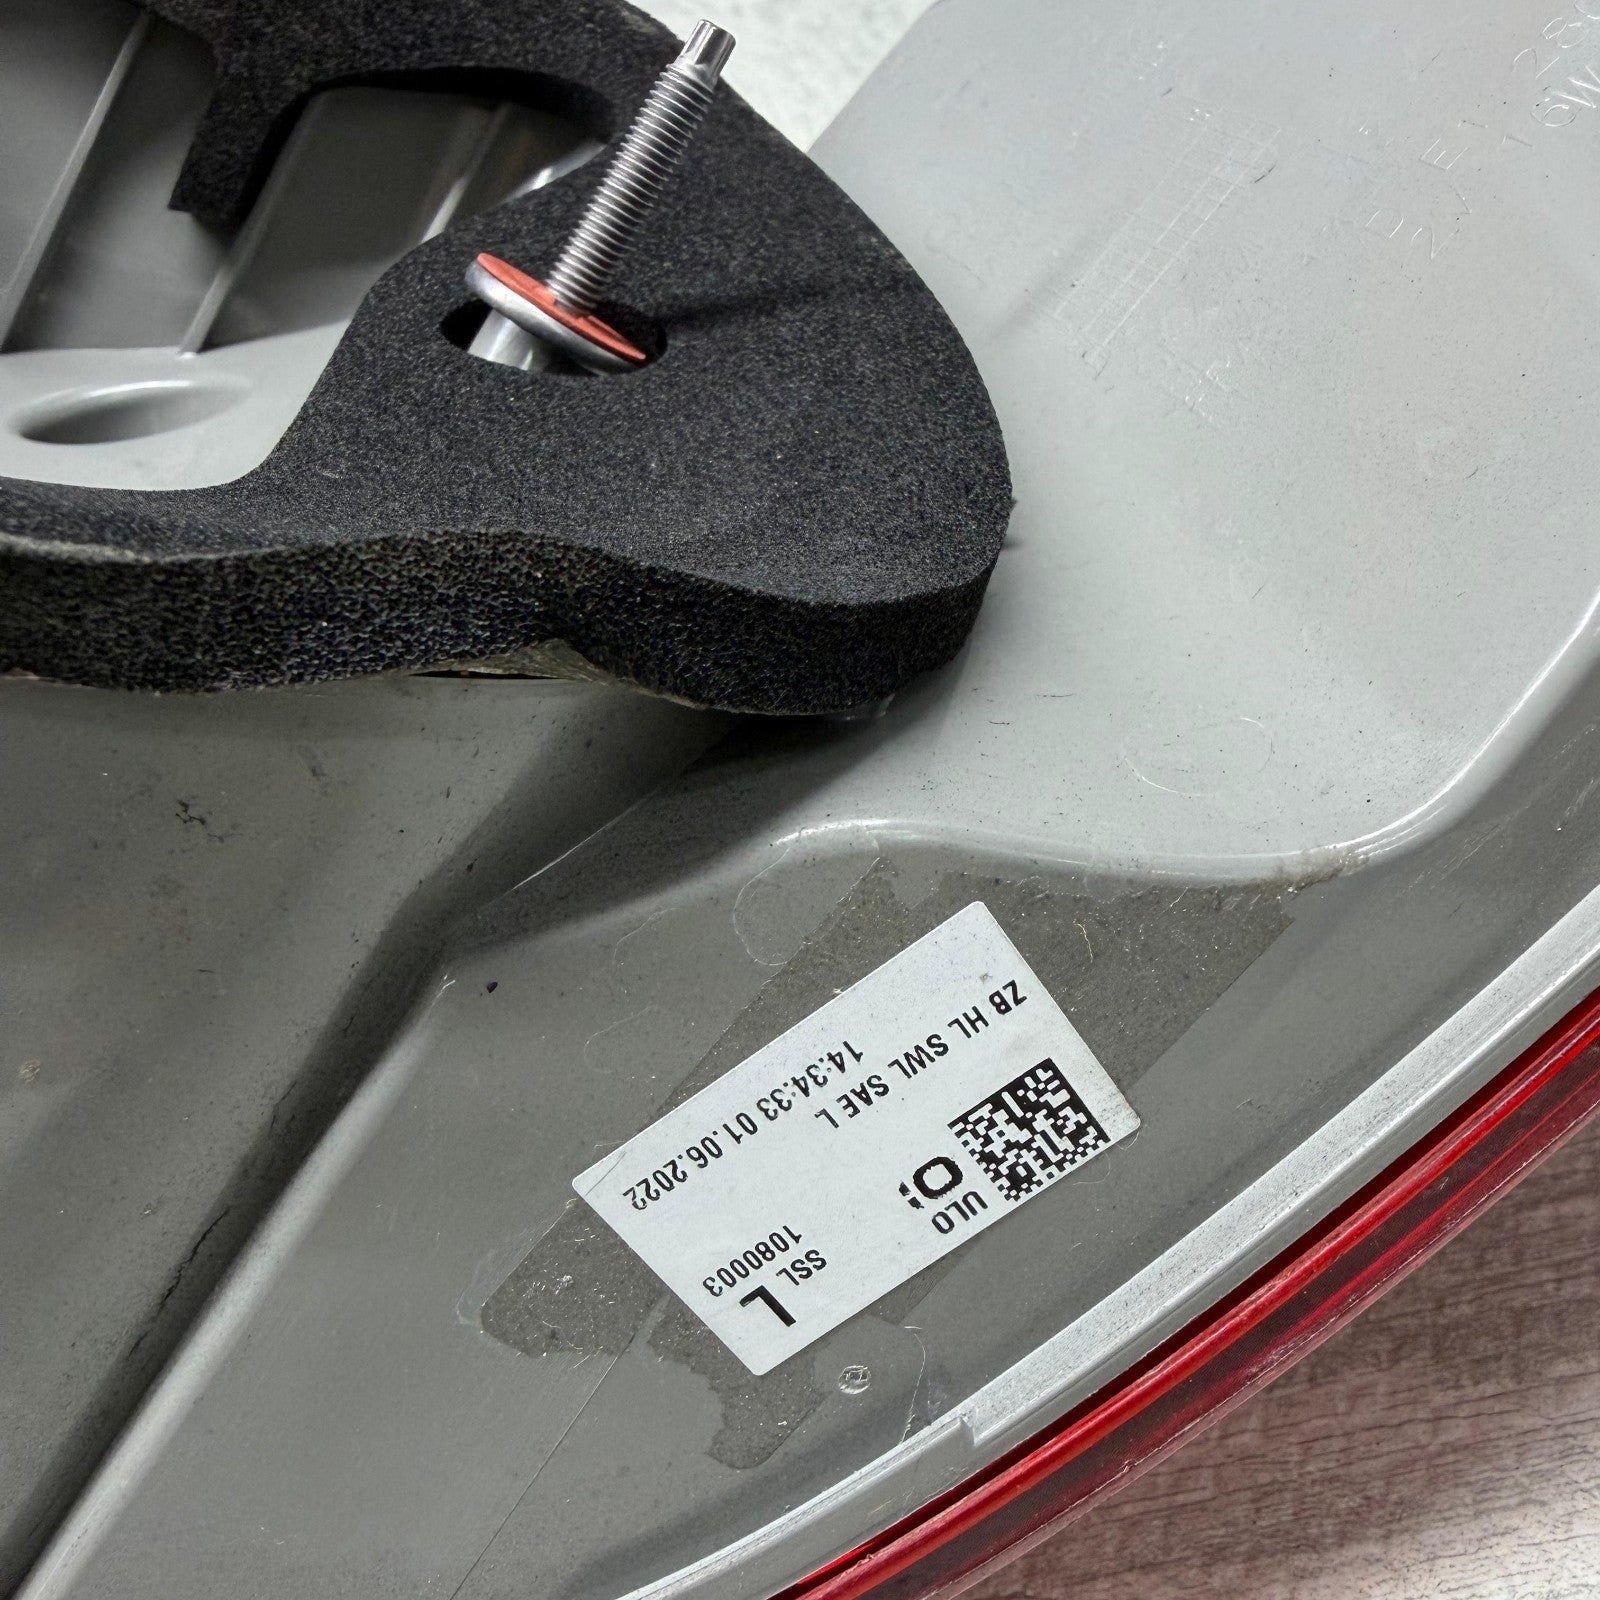 ULO
L
SSL
1080003
ZB HL SWL SAE L
14:34:33 01.06.2022